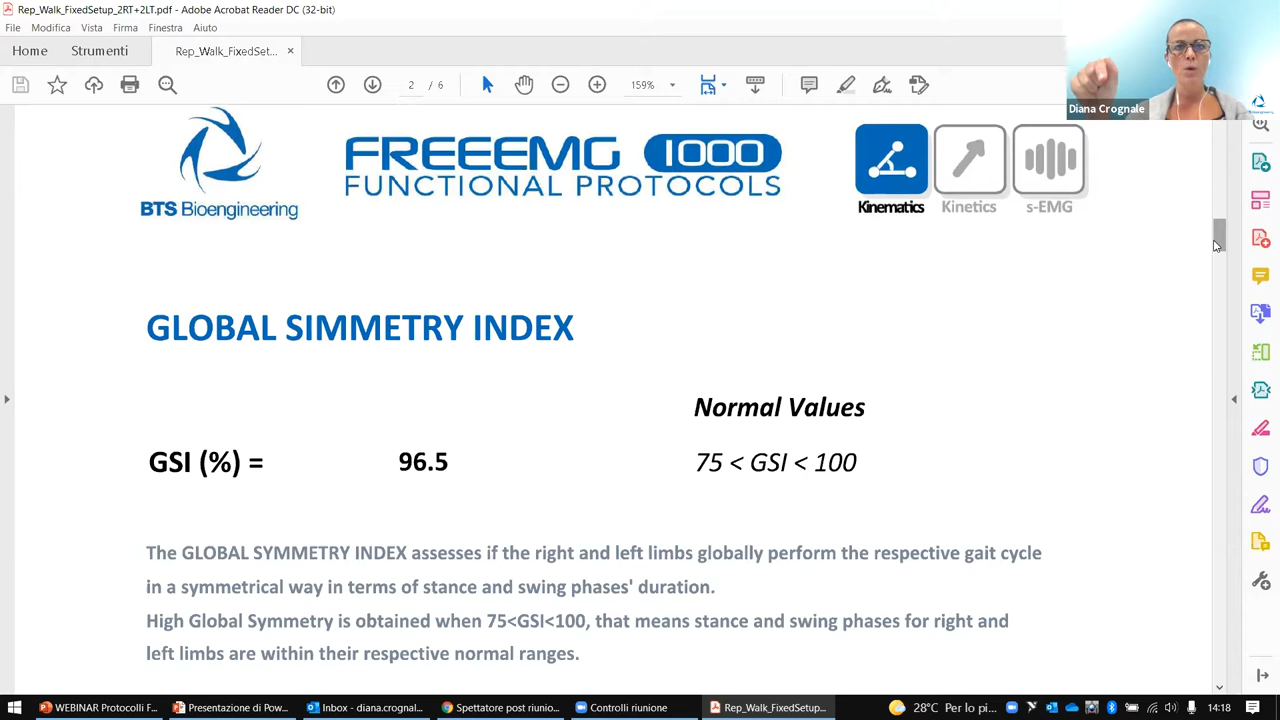 Rep_Walk_FixedSetup_2RT+2LT.pdf - Adobe Acrobat Reader DC (32-bit)
File Modifica Vista Firma Finestra Aiuto
Home Strumenti Rep_Walk_FixedSet... ×
2 / 6 159%
Diana Crognale
BTS Bioengineering
FREEEMG 1000
FUNCTIONAL PROTOCOLS
Kinematics Kinetics s-EMG
GLOBAL SIMMETRY INDEX
Normal Values
GSI (%) = 96.5 75 < GSI < 100
The GLOBAL SYMMETRY INDEX assesses if the right and left limbs globally perform the respective gait cycle
in a symmetrical way in terms of stance and swing phases' duration.
High Global Symmetry is obtained when 75<GSI<100, that means stance and swing phases for right and
left limbs are within their respective normal ranges.
WEBINAR Protocolli F... Presentazione di Pow... Inbox - diana.crognal... Spettatore post riunio... Controlli riunione Rep_Walk_FixedSetup... 28°C Per lo pi... 14:18